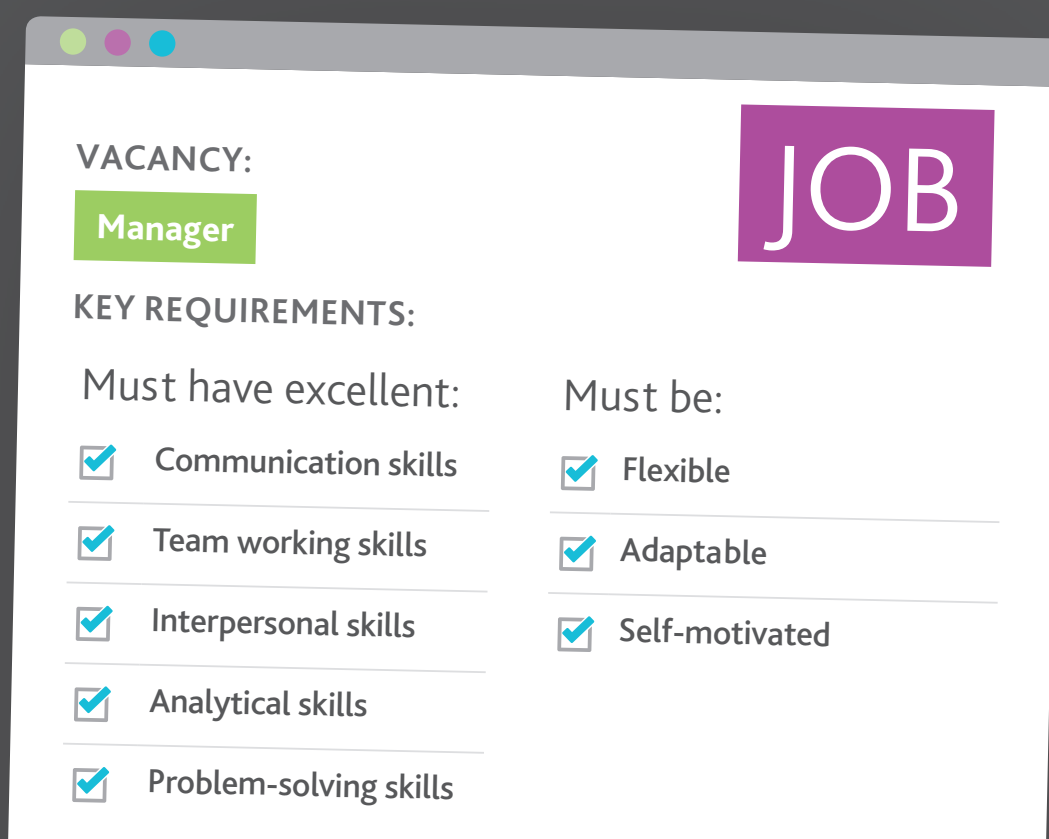 JOB
VACANCY:
Manager
KEY REQUIREMENTS:
Must have excellent:
Communication skills
Team working skills
Interpersonal skills
Analytical skills
Problem-solving skills
Must be:
Flexible
Adaptable
Self-motivated